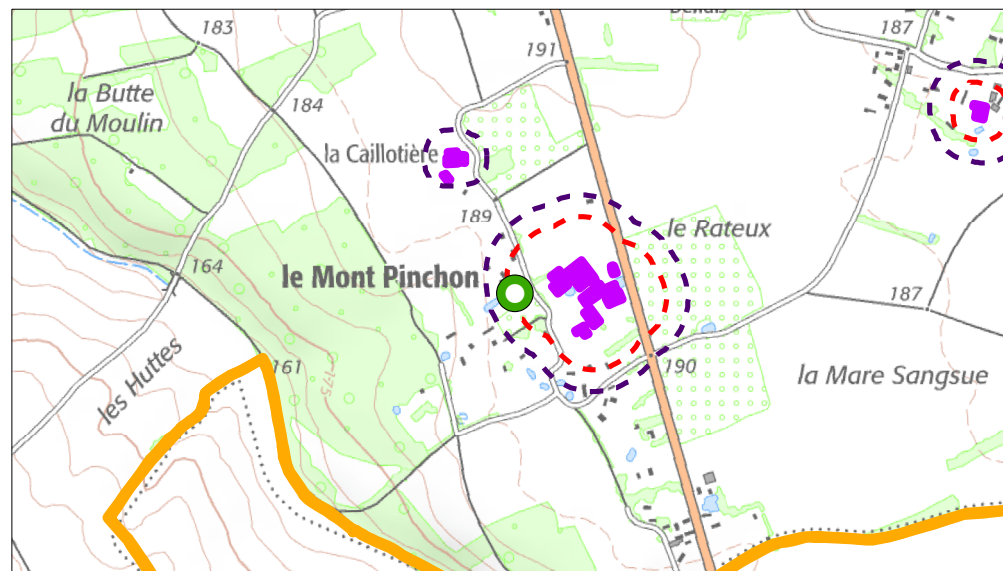 183
187
191
la Butte
du Moulin
184
la Caillotière
189
le Rateux
164
le Mont Pinchon
187
175
161
190
les Huttes
la Mare Sangsue